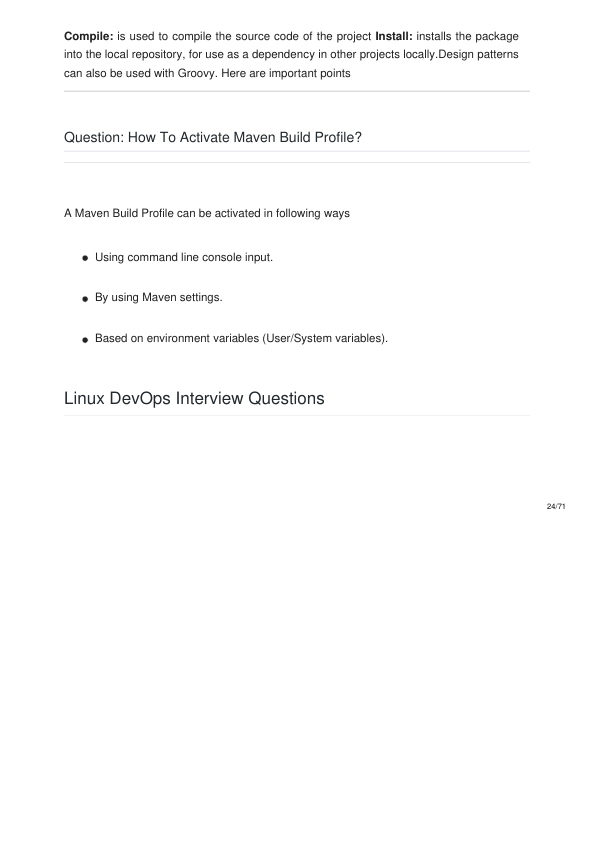 Compile: is used to compile the source code of the project Install: installs the package
into the local repository, for use as a dependency in other projects locally.Design patterns
can also be used with Groovy. Here are important points
Question: How To Activate Maven Build Profile?
A Maven Build Profile can be activated in following ways
● Using command line console input.
● By using Maven settings.
● Based on environment variables (User/System variables).
Linux DevOps Interview Questions
24/71